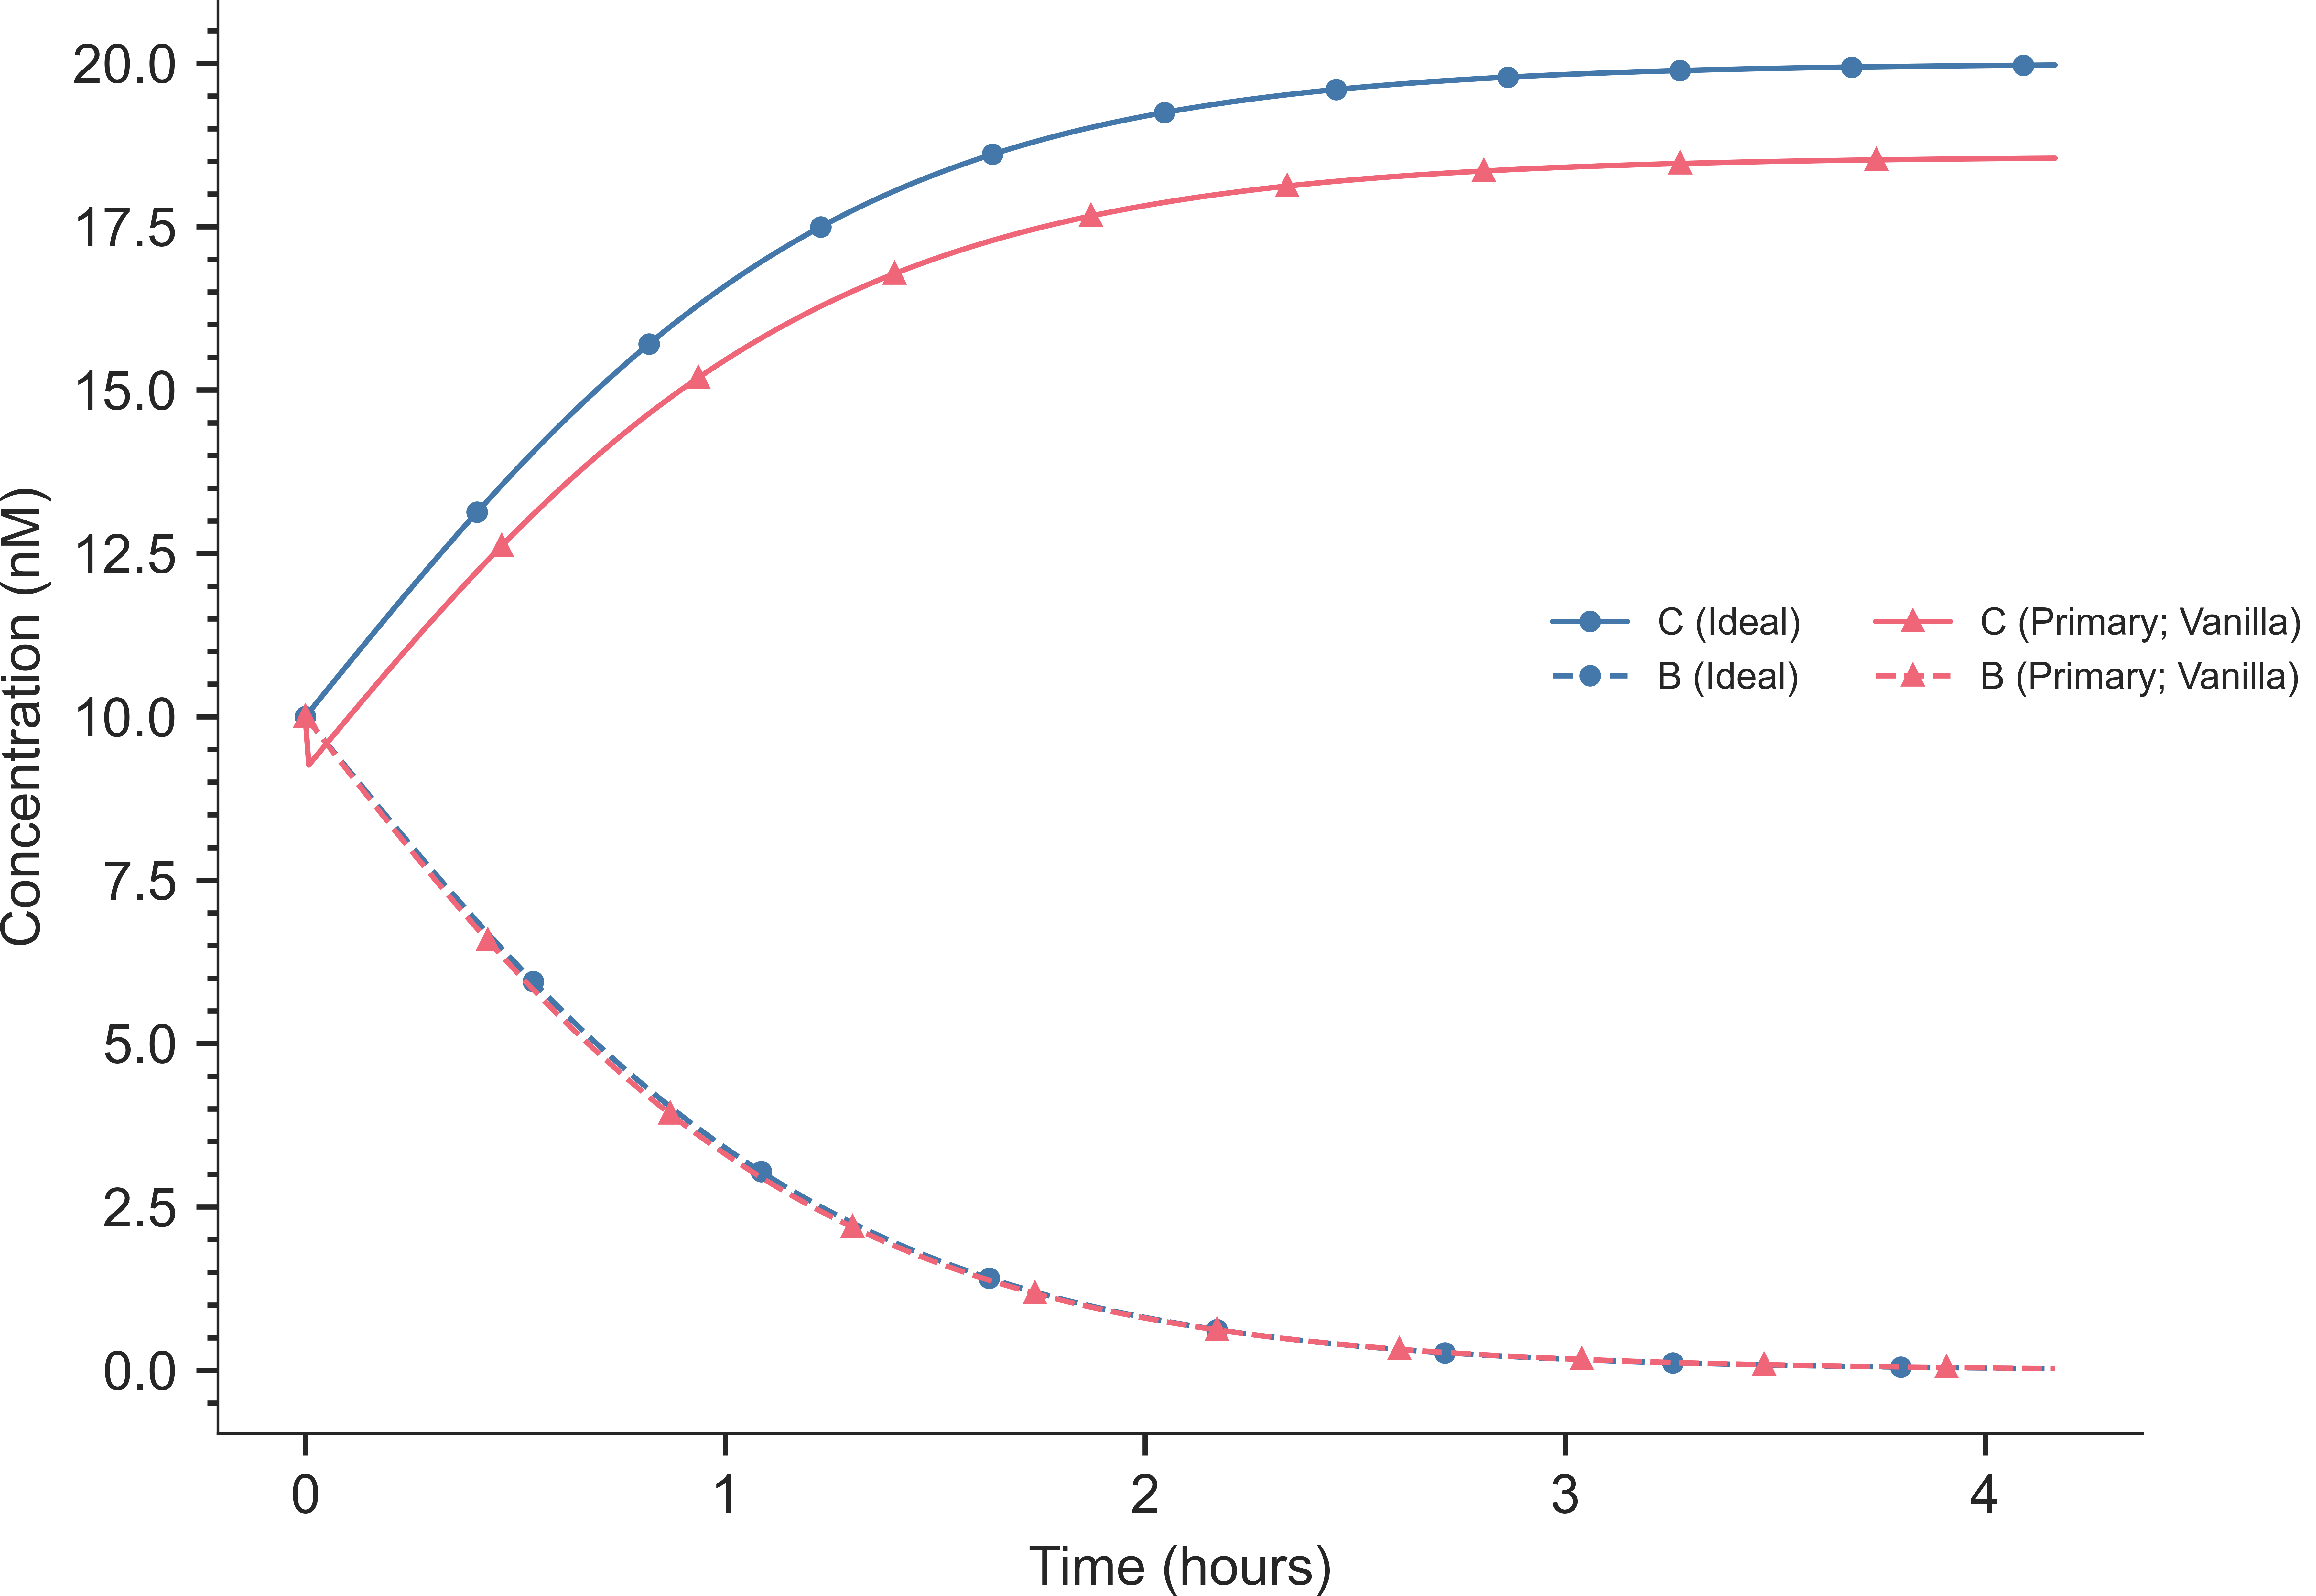 20.0
17.5
15.0
12.5
10.0
7.5
5.0
2.5
0.0
Concentration (nM)
C (Ideal) C (Primary; Vanilla)
B (Ideal) B (Primary; Vanilla)
0 1 2 3 4
Time (hours)